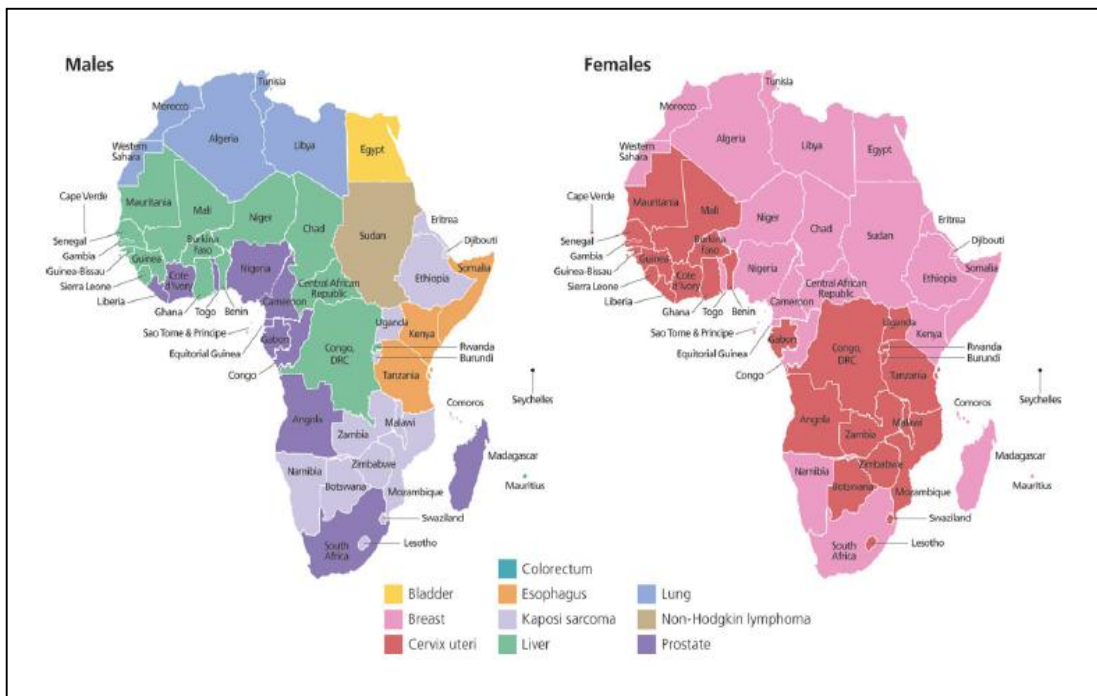 Males
Tunisia
Morocco
Algeria
Libya
Egypt
Western
Sahara
Cape Verde
Mauritania
Mali
Niger
Chad
Sudan
Eritrea
Djibouti
Senegal
Gambia
Guinea-Bissau
Guinea
Sierra Leone
Liberia
Burkina
Faso
Cote
d'Ivory
Ghana
Togo
Benin
Nigeria
Cameroon
Central African
Republic
Ethiopia
Somalia
Sao Tome & Principe
Equitorial Guinea
Gabon
Congo
Congo,
DRC
Uganda
Kenya
Rwanda
Burundi
Tanzania
Seychelles
Comoros
Angola
Zambia
Malawi
Madagascar
Mauritius
Namibia
Botswana
Zimbabwe
Mozambique
Swaziland
South
Africa
Lesotho
Females
Tunisia
Morocco
Algeria
Libya
Egypt
Western
Sahara
Cape Verde
Mauritania
Mali
Niger
Chad
Sudan
Eritrea
Djibouti
Senegal
Gambia
Guinea-Bissau
Guinea
Sierra Leone
Liberia
Burkina
Faso
Cote
d'Ivory
Ghana
Togo
Benin
Nigeria
Cameroon
Central African
Republic
Ethiopia
Somalia
Sao Tome & Principe
Equitorial Guinea
Gabon
Congo
Congo,
DRC
Uganda
Kenya
Rwanda
Burundi
Tanzania
Seychelles
Comoros
Angola
Zambia
Malawi
Madagascar
Mauritius
Namibia
Botswana
Zimbabwe
Mozambique
Swaziland
South
Africa
Lesotho
Colorectum
Bladder
Esophagus
Lung
Breast
Kaposi sarcoma
Non-Hodgkin lymphoma
Cervix uteri
Liver
Prostate